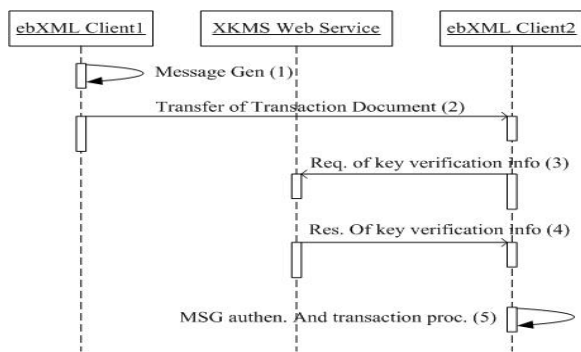 ebXML Client1
XKMS Web Service
ebXML Client2
Message Gen (1)
Transfer of Transaction Document (2)
Req. of key verification info (3)
Res. Of key verification info (4)
MSG authen. And transaction proc. (5)